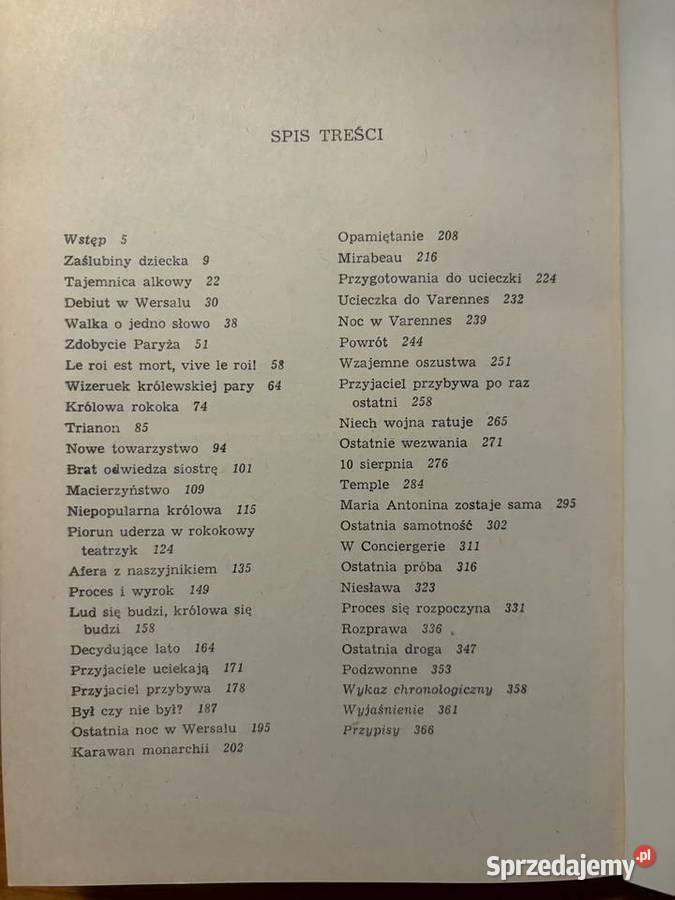 SPIS TREŚCI
Wstęp 5
Zaślubiny dziecka 9
Tajemnica alkowy 22
Debiut w Wersalu 30
Walka o jedno słowo 38
Zdobycie Paryża 51
Le roi est mort, vive le roi! 58
Wizeruek królewskiej pary 64
Królowa rokoka 74
Trianon 85
Nowe towarzystwo 94
Brat odwiedza siostrę 101
Macierzyństwo 109
Niepopularna królowa 115
Piorun uderza w rokokowy
teatrzyk 124
Afera z naszyjnikiem 135
Proces i wyrok 149
Lud się budzi, królowa się
budzi 158
Decydujące lato 164
Przyjaciele uciekają 171
Przyjaciel przybywa 178
Był czy nie był? 187
Ostatnia noc w Wersalu 195
Karawan monarchii 202
Opamiętanie 208
Mirabeau 216
Przygotowania do ucieczki 224
Ucieczka do Varennes 232
Noc w Varennes 239
Powrót 244
Wzajemne oszustwa 251
Przyjaciel przybywa po raz
ostatni 258
Niech wojna ratuje 265
Ostatnie wezwania 271
10 sierpnia 276
Temple 284
Maria Antonina zostaje sama 295
Ostatnia samotność 302
W Conciergerie 311
Ostatnia próba 316
Niesława 323
Proces się rozpoczyna 331
Rozprawa 336
Ostatnia droga 347
Podzwonne 353
Wykaz chronologiczny 358
Wyjaśnienie 361
Przypisy 366
Sprzedajemy.pl